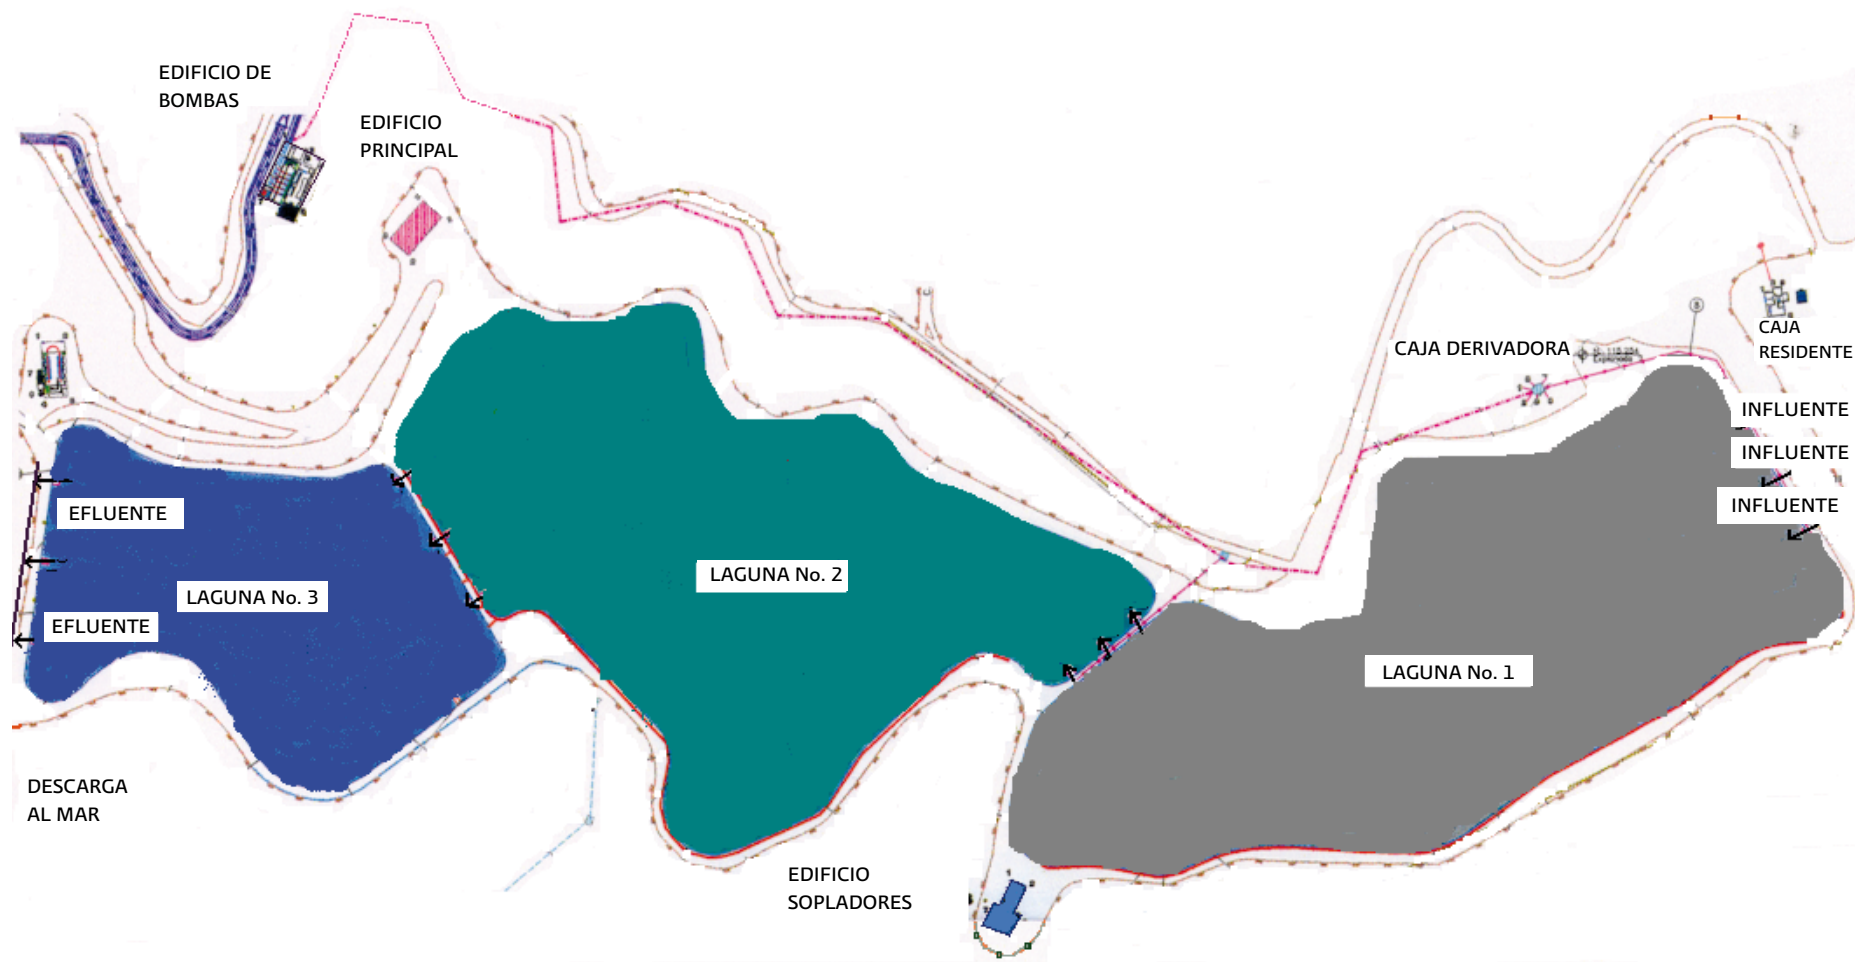 EDIFICIO DE
BOMBAS
EDIFICIO
PRINCIPAL
CAJA DERIVADORA
CAJA
RESIDENTE
INFLUENTE
INFLUENTE
INFLUENTE
EFLUENTE
LAGUNA No. 3
EFLUENTE
LAGUNA No. 2
LAGUNA No. 1
DESCARGA
AL MAR
EDIFICIO
SOPLADORES